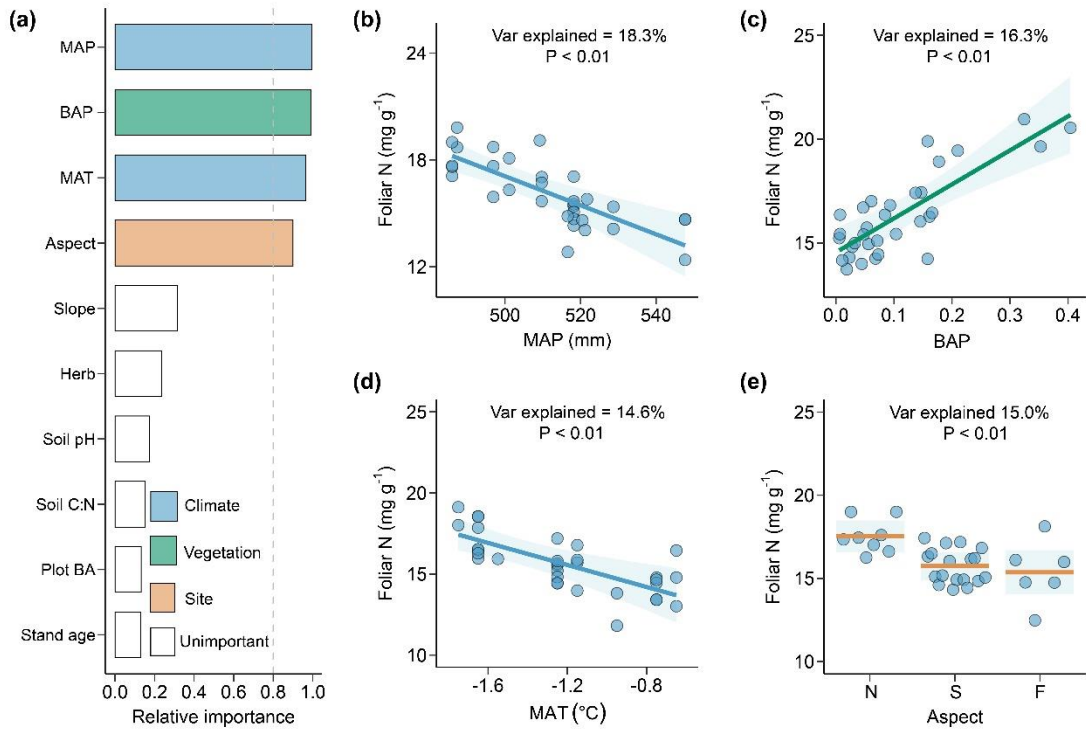 (a)
MAP
BAP
MAT
Aspect
Slope
Herb
Soil pH
Soil C:N
Plot BA
Stand age
Climate
Vegetation
Site
Unimportant
0.0 0.2 0.4 0.6 0.8 1.0
Relative importance
(b)
Var explained = 18.3%
P < 0.01
Foliar N (mg g⁻¹)
24
18
12
500 520 540
MAP (mm)
(c)
Var explained = 16.3%
P < 0.01
Foliar N (mg g⁻¹)
25
20
15
10
0.0 0.1 0.2 0.3 0.4
BAP
(d)
Var explained = 14.6%
P < 0.01
Foliar N (mg g⁻¹)
25
20
15
10
-1.6 -1.2 -0.8
MAT (°C)
(e)
Var explained 15.0%
P < 0.01
Foliar N (mg g⁻¹)
25
20
15
10
N S F
Aspect